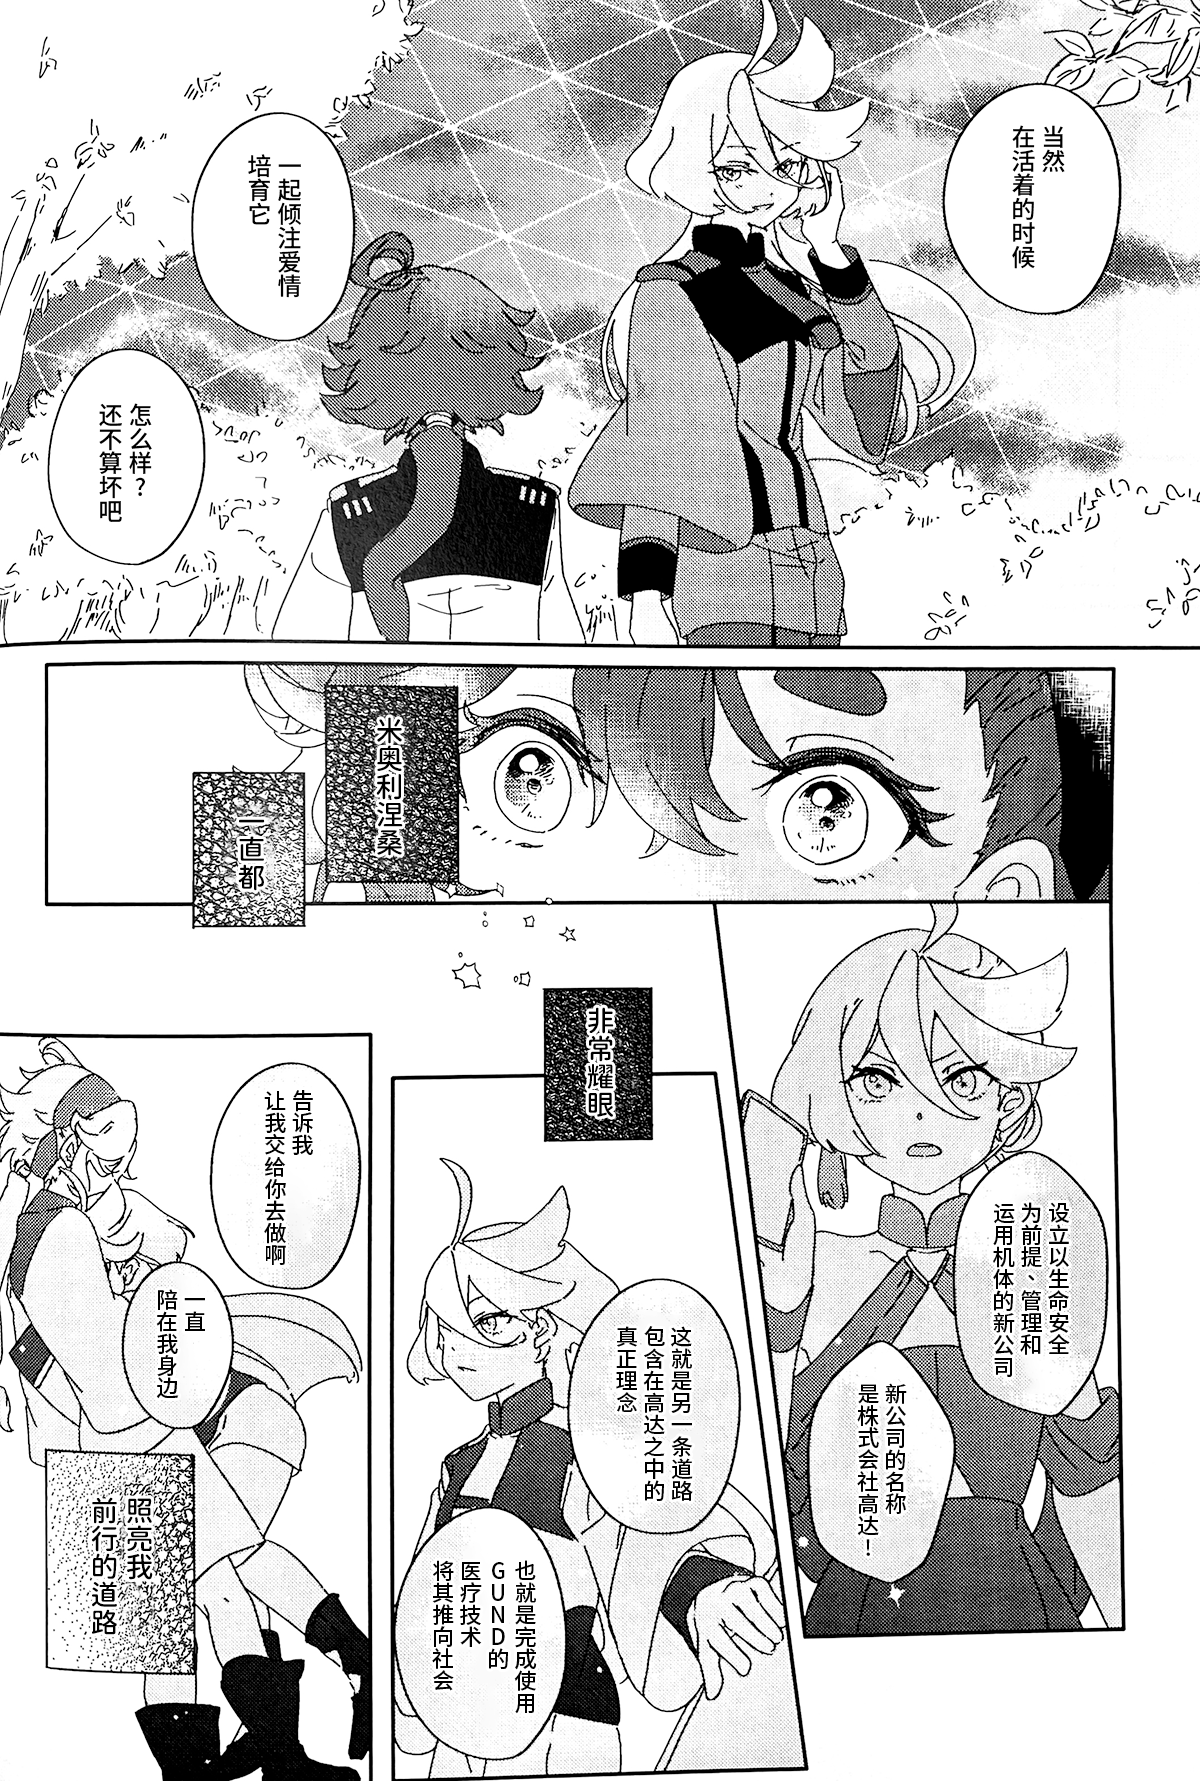 当然
在活着的时候
一起倾注爱情
培育它
怎么样？
还不算坏吧
米奥利涅桑
一直都
非常耀眼
设立以生命安全
为前提、管理和
运用机体的新公司
新公司的名称
是株式会社高达！
这就是另一条道路
包含在高达之中的
真正理念
也就是完成使用
GUND的
医疗技术
将其推向社会
告诉我
让我交给你去做啊
一直
陪在我身边
照亮我
前行的道路